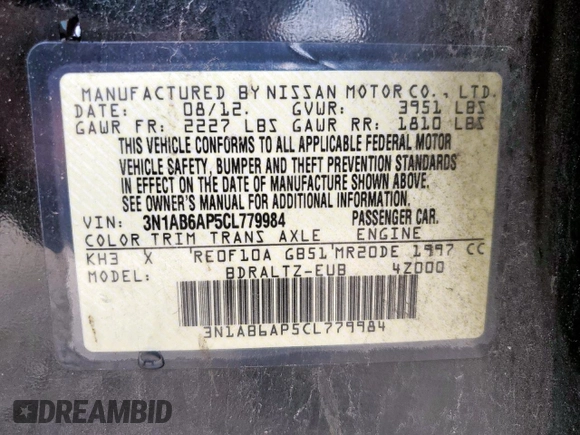 MANUFACTURED BY NISSAN MOTOR CO., LTD.
DATE: 08/12. GVWR: 3951 LBS
GAWR FR: 2227 LBS GAWR RR: 1810 LBS
THIS VEHICLE CONFORMS TO ALL APPLICABLE FEDERAL MOTOR
VEHICLE SAFETY, BUMPER AND THEFT PREVENTION STANDARDS
IN EFFECT ON THE DATE OF MANUFACTURE SHOWN ABOVE.
SEE OWNER'S MANUAL FOR ADDITIONAL INFORMATION.
VIN: 3N1AB6AP5CL779984 PASSENGER CAR.
COLOR TRIM TRANS AXLE ENGINE
KH3 X RE0F10A GB51 MR20DE 1997 CC
MODEL: BDRALTZ-EUB 4Z000
3N1AB6AP5CL779984
DREAMBID